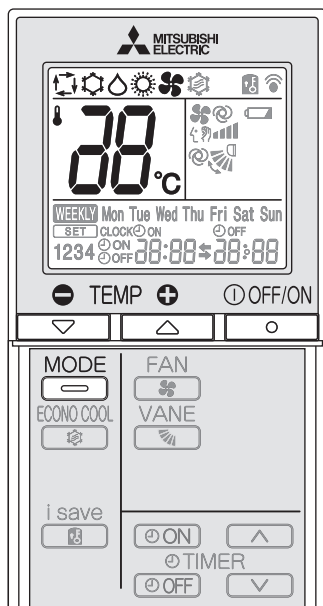 MITSUBISHI
ELECTRIC
88°C
WEEKLY Mon Tue Wed Thu Fri Sat Sun
SET CLOCK ON OFF
1234 ON OFF 88:88 88:88
TEMP OFF/ON
MODE FAN
ECONO COOL VANE
i save
ON
TIMER
OFF